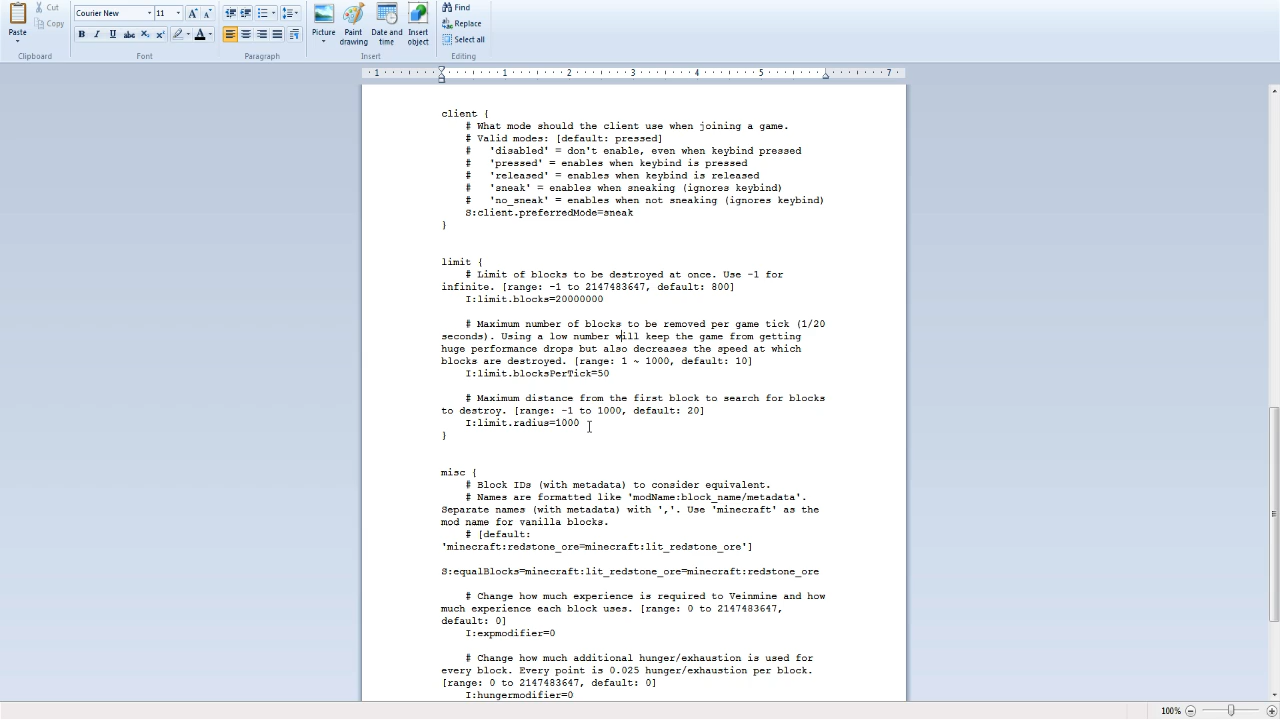 Cut
Find
Courier New 11
Copy
Replace
Paste
Picture
Paint drawing
Date and time
Insert object
Select all
Clipboard
Font
Paragraph
Insert
Editing
1 1 2 3 4 5 7
client {
# What mode should the client use when joining a game.
# Valid modes: [default: pressed]
#   'disabled' = don't enable, even when keybind pressed
#   'pressed' = enables when keybind is pressed
#   'released' = enables when keybind is released
#   'sneak' = enables when sneaking (ignores keybind)
#   'no_sneak' = enables when not sneaking (ignores keybind)
S:client.preferredMode=sneak
}
limit {
# Limit of blocks to be destroyed at once. Use -1 for
infinite. [range: -1 to 2147483647, default: 800]
I:limit.blocks=20000000
# Maximum number of blocks to be removed per game tick (1/20
seconds). Using a low number will keep the game from getting
huge performance drops but also decreases the speed at which
blocks are destroyed. [range: 1 ~ 1000, default: 10]
I:limit.blocksPerTick=50
# Maximum distance from the first block to search for blocks
to destroy. [range: -1 to 1000, default: 20]
I:limit.radius=1000
}
misc {
# Block IDs (with metadata) to consider equivalent.
# Names are formatted like 'modName:block_name/metadata'.
Separate names (with metadata) with ','. Use 'minecraft' as the
mod name for vanilla blocks.
# [default:
'minecraft:redstone_ore=minecraft:lit_redstone_ore']
S:equalBlocks=minecraft:lit_redstone_ore=minecraft:redstone_ore
# Change how much experience is required to Veinmine and how
much experience each block uses. [range: 0 to 2147483647,
default: 0]
I:expmodifier=0
# Change how much additional hunger/exhaustion is used for
every block. Every point is 0.025 hunger/exhaustion per block.
[range: 0 to 2147483647, default: 0]
I:hungermodifier=0
100%